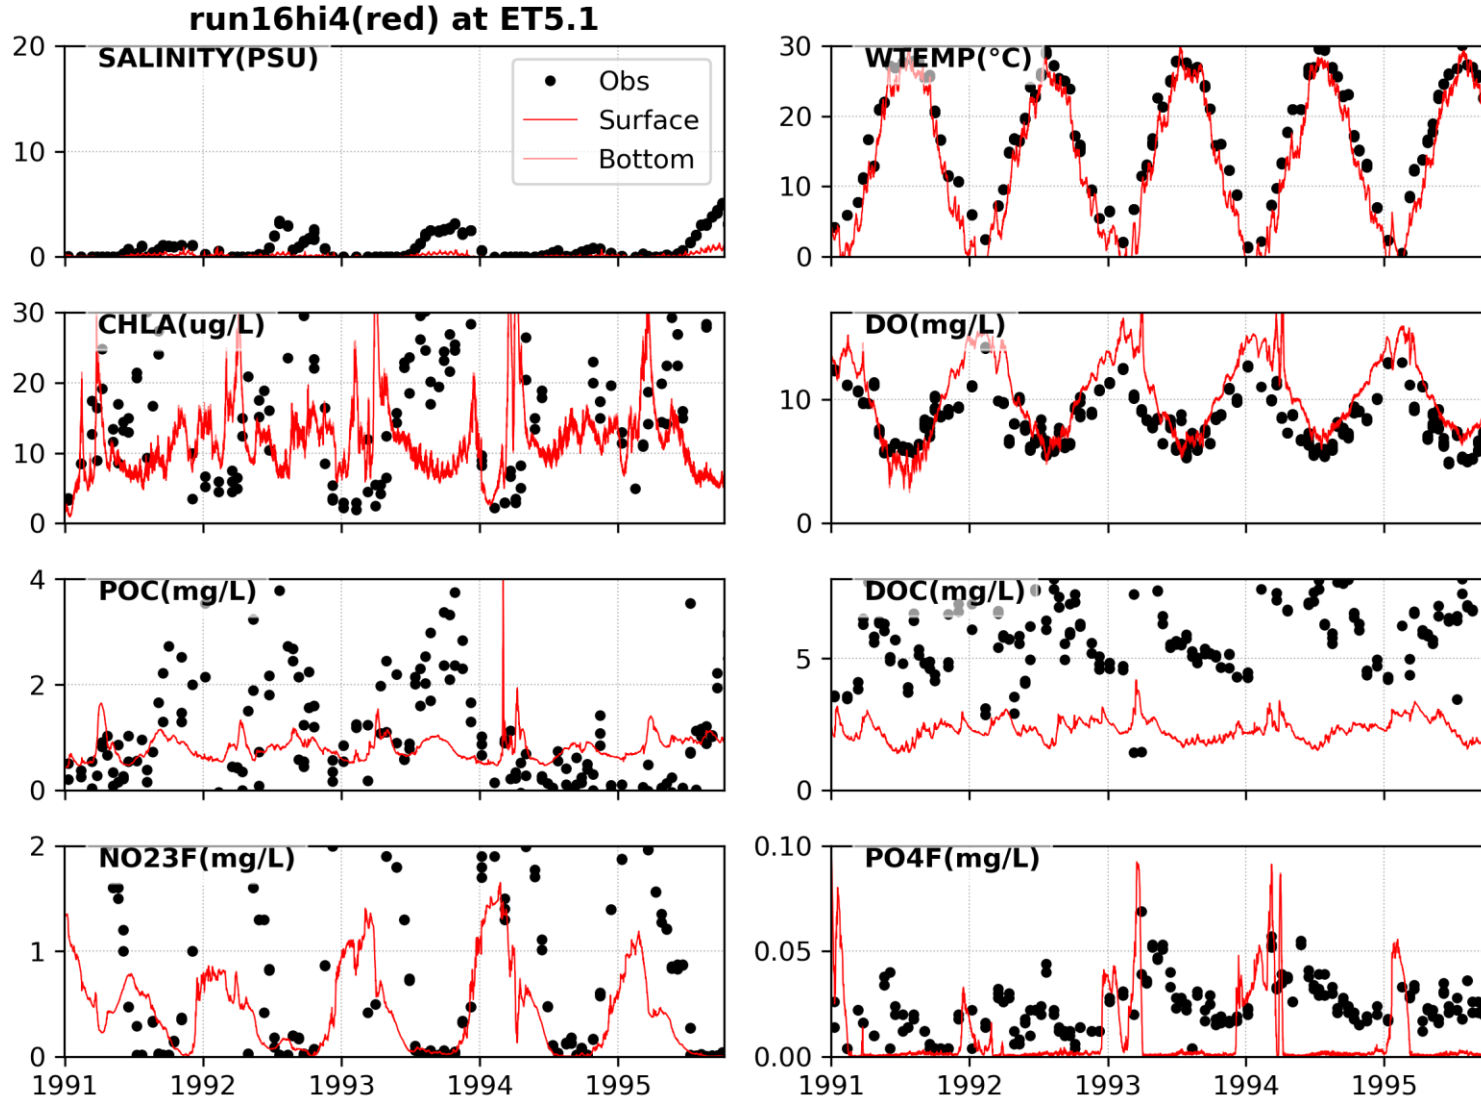 run16hi4(red) at ET5.1
SALINITY(PSU)
Obs
Surface
Bottom
20
10
0
WTEMP(°C)
30
20
10
0
CHLA(ug/L)
30
20
10
0
DO(mg/L)
10
0
POC(mg/L)
4
2
0
DOC(mg/L)
5
0
NO23F(mg/L)
2
1
0
1991 1992 1993 1994 1995
PO4F(mg/L)
0.10
0.05
0.00
1991 1992 1993 1994 1995